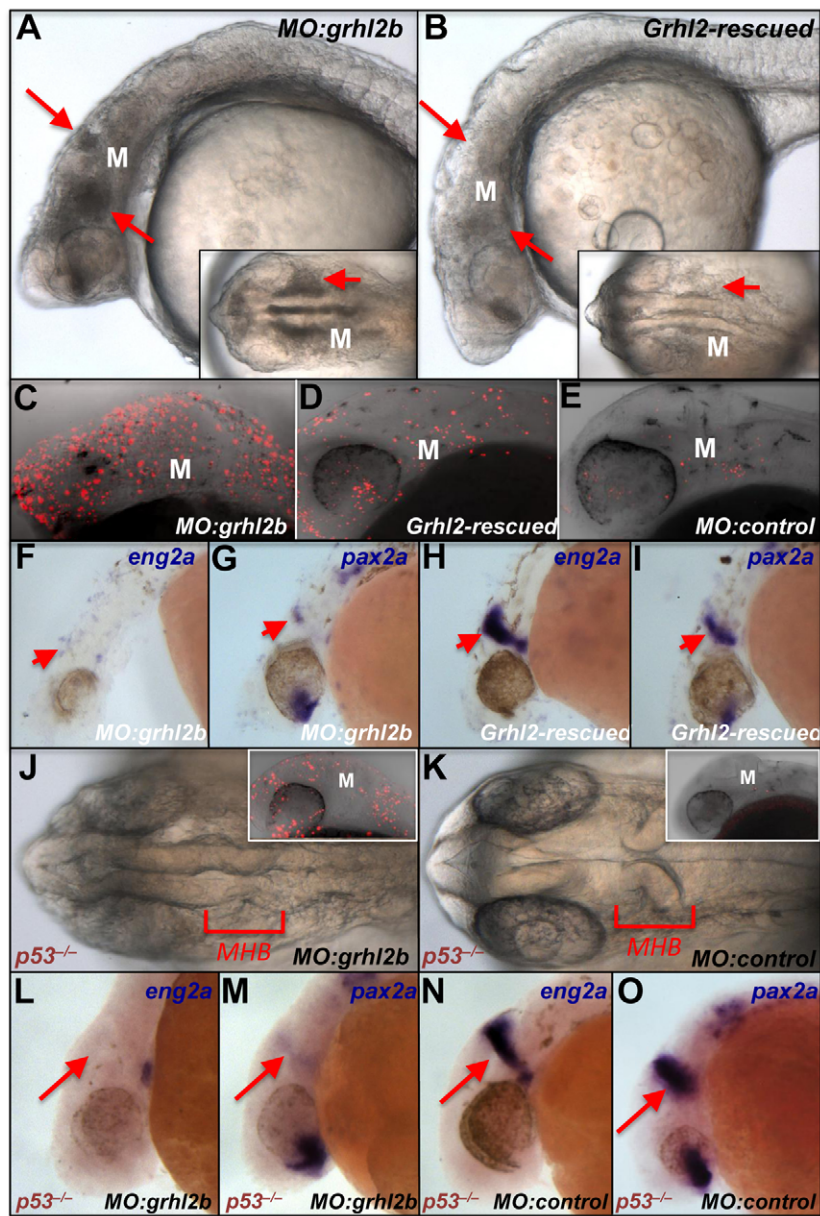 A MO:grhl2b
B Grhl2-rescued
M
M
M
M
C
D
E
M
M
M
MO:grhl2b
Grhl2-rescued
MO:control
F eng2a
G pax2a
H eng2a
I pax2a
MO:grhl2b
MO:grhl2b
Grhl2-rescued
Grhl2-rescued
J
M
K
M
MHB
MHB
p53–/–
MO:grhl2b
MO:control
L eng2a
M pax2a
N eng2a
O pax2a
p53–/–
MO:grhl2b
p53–/–
MO:grhl2b
p53–/–
MO:control
p53–/–
MO:control